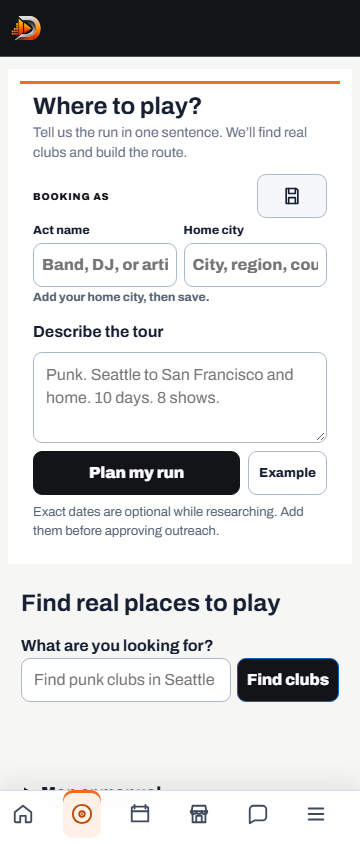 Where to play?
Tell us the run in one sentence. We'll find real
clubs and build the route.
BOOKING AS
Act name
Home city
Band, DJ, or arti
City, region, cou
Add your home city, then save.
Describe the tour
Punk. Seattle to San Francisco and
home. 10 days. 8 shows.
Plan my run
Example
Exact dates are optional while researching. Add
them before approving outreach.
Find real places to play
What are you looking for?
Find punk clubs in Seattle
Find clubs